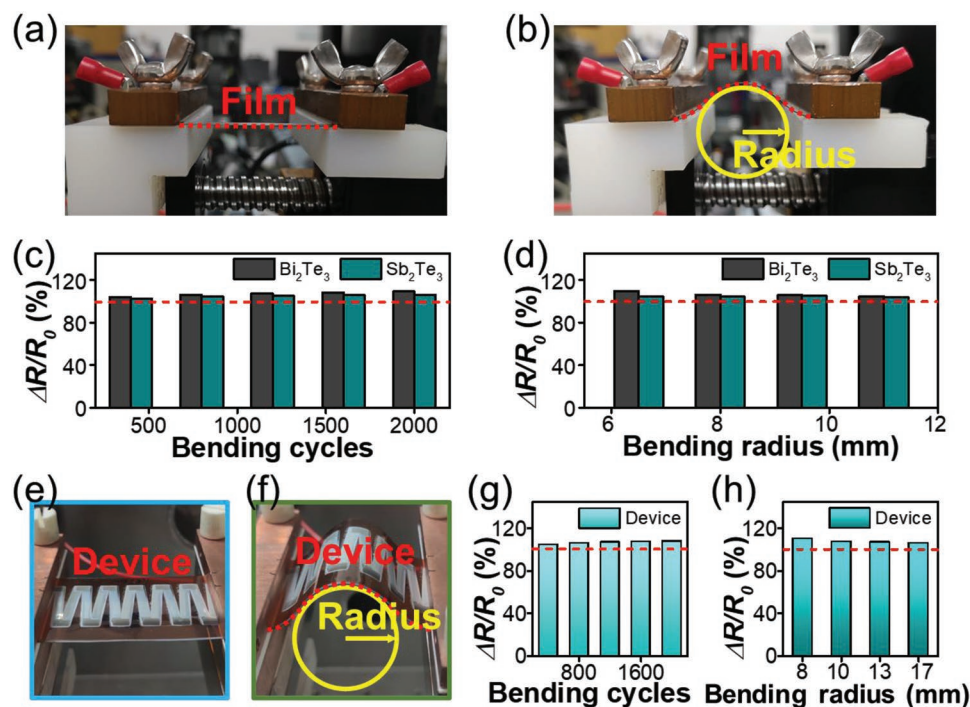 (a)
Film
(b)
Film
Radius
(c)
ΔR/R₀ (%)
120
80
40
0
Bi₂Te₃
Sb₂Te₃
500
1000
1500
2000
Bending cycles
(d)
ΔR/R₀ (%)
120
80
40
0
Bi₂Te₃
Sb₂Te₃
6
8
10
12
Bending radius (mm)
(e)
Device
(f)
Device
Radius
(g)
ΔR/R₀ (%)
120
80
40
0
Device
800
1600
Bending cycles
(h)
ΔR/R₀ (%)
120
80
40
0
Device
8
10
13
17
Bending radius (mm)